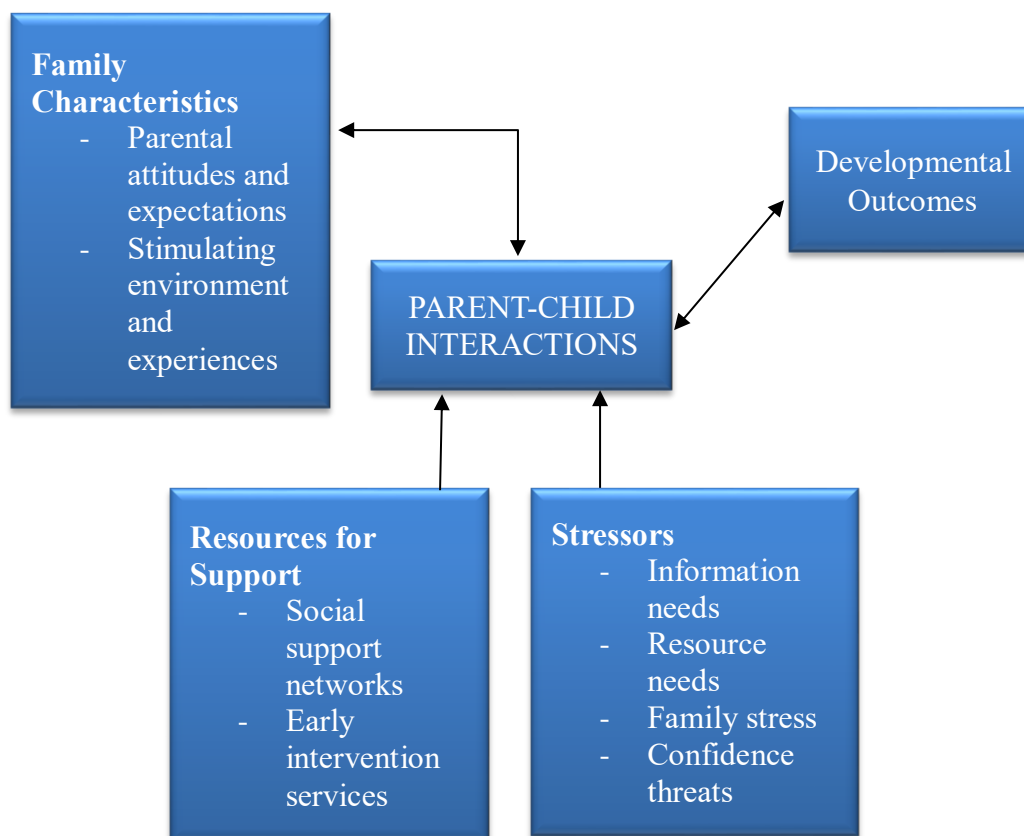 Family
Characteristics
- Parental
attitudes and
expectations
- Stimulating
environment
and
experiences
Developmental
Outcomes
PARENT-CHILD
INTERACTIONS
Resources for
Support
- Social
support
networks
- Early
intervention
services
Stressors
- Information
needs
- Resource
needs
- Family stress
- Confidence
threats